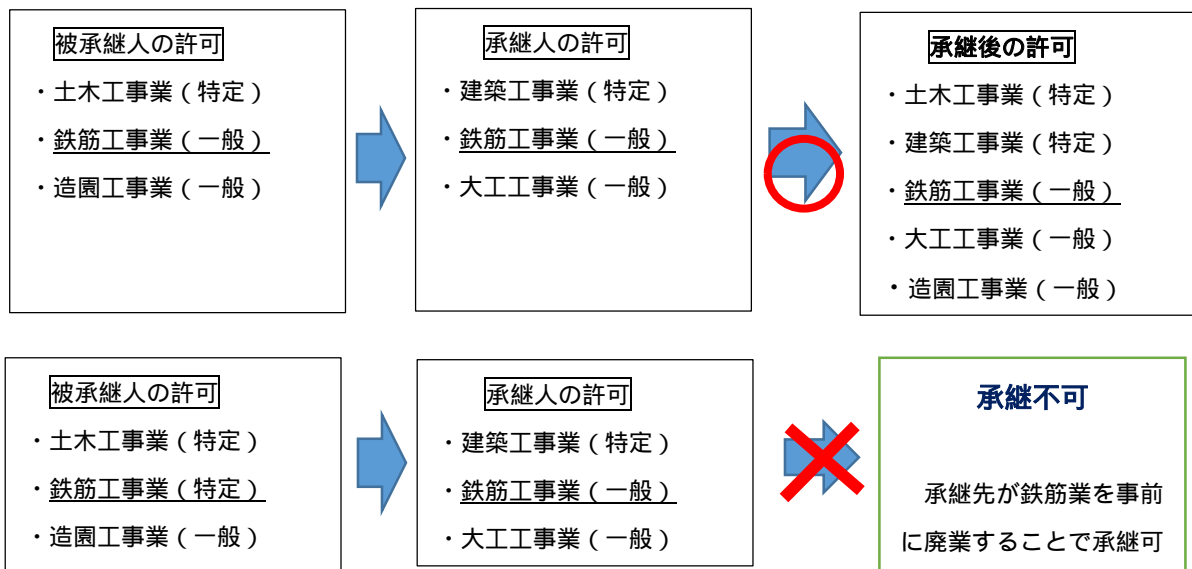 被承継人の許可
・土木工事業(特定)
・鉄筋工事業(一般)
・造園工事業(一般)
承継人の許可
・建築工事業(特定)
・鉄筋工事業(一般)
・大工工事業(一般)
承継後の許可
・土木工事業(特定)
・建築工事業(特定)
・鉄筋工事業(一般)
・大工工事業(一般)
・造園工事業(一般)
被承継人の許可
・土木工事業(特定)
・鉄筋工事業(特定)
・造園工事業(一般)
承継人の許可
・建築工事業(特定)
・鉄筋工事業(一般)
・大工工事業(一般)
承継不可
承継先が鉄筋業を事前
に廃業することで承継可